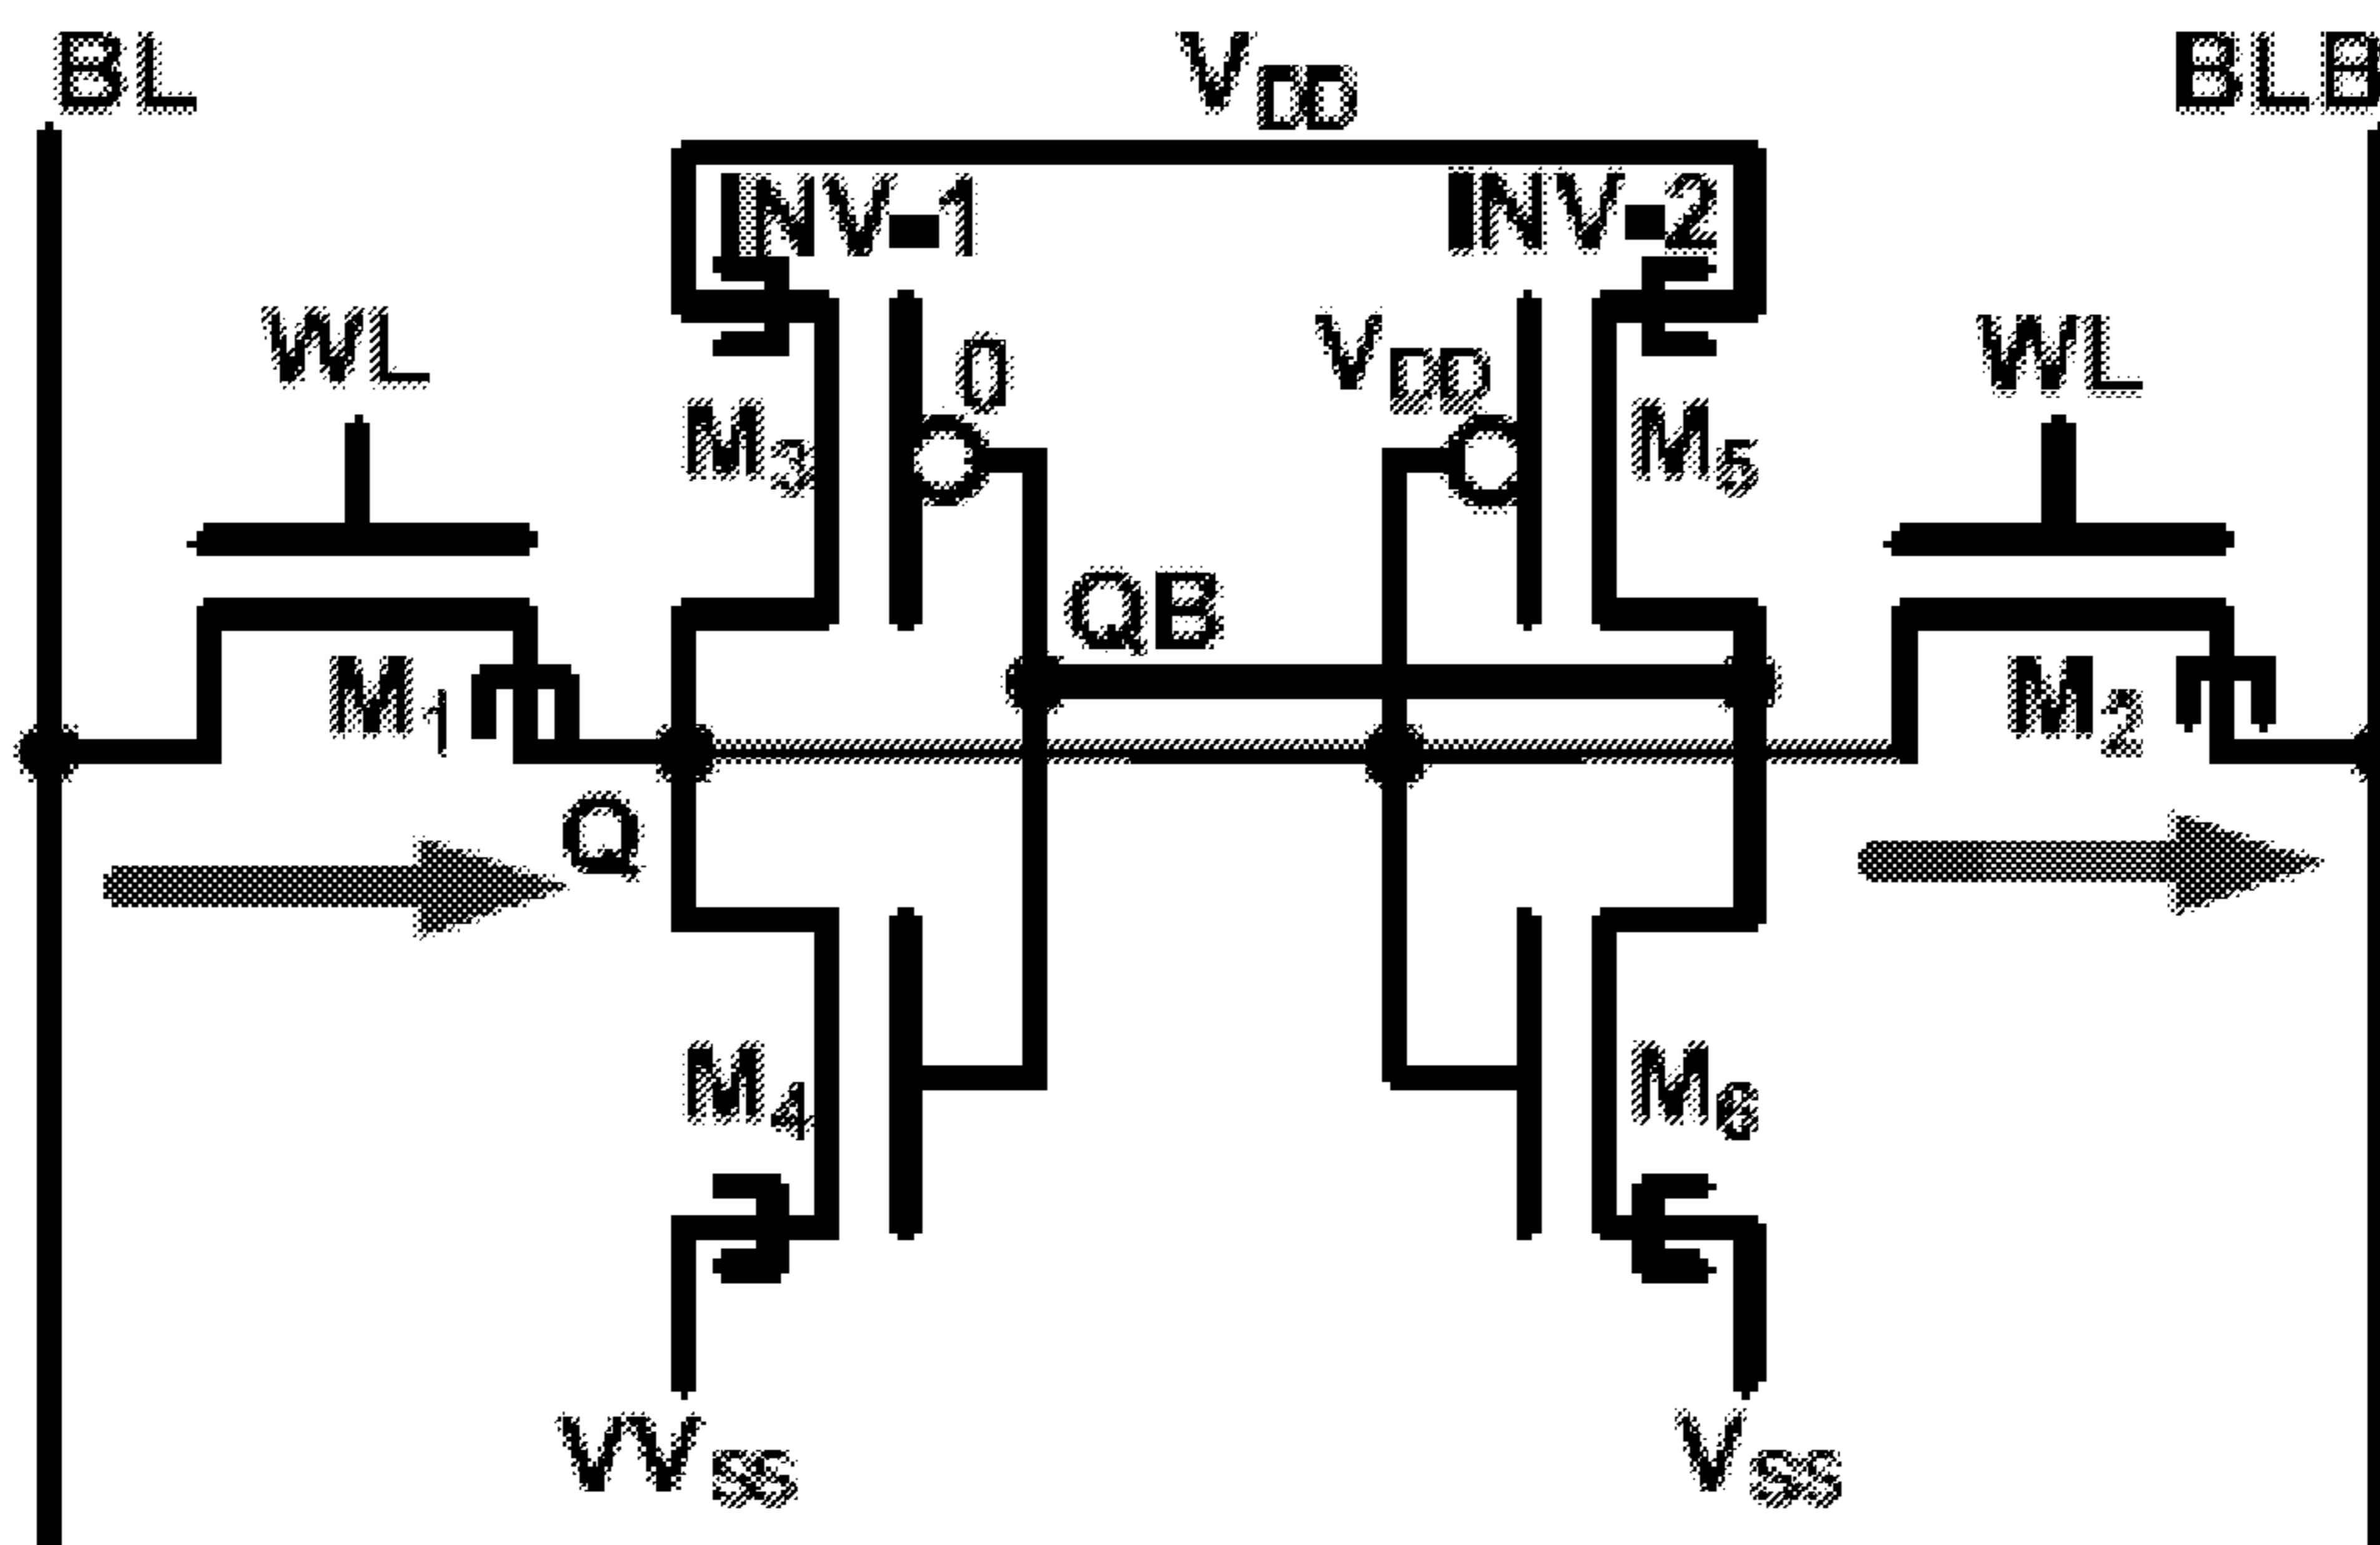 BL VDD BLB
INV-1 INV-2
WL 0 VDD WL
M3 M5
QB
M1 M2
Q
M4 M6
VVSS VSS